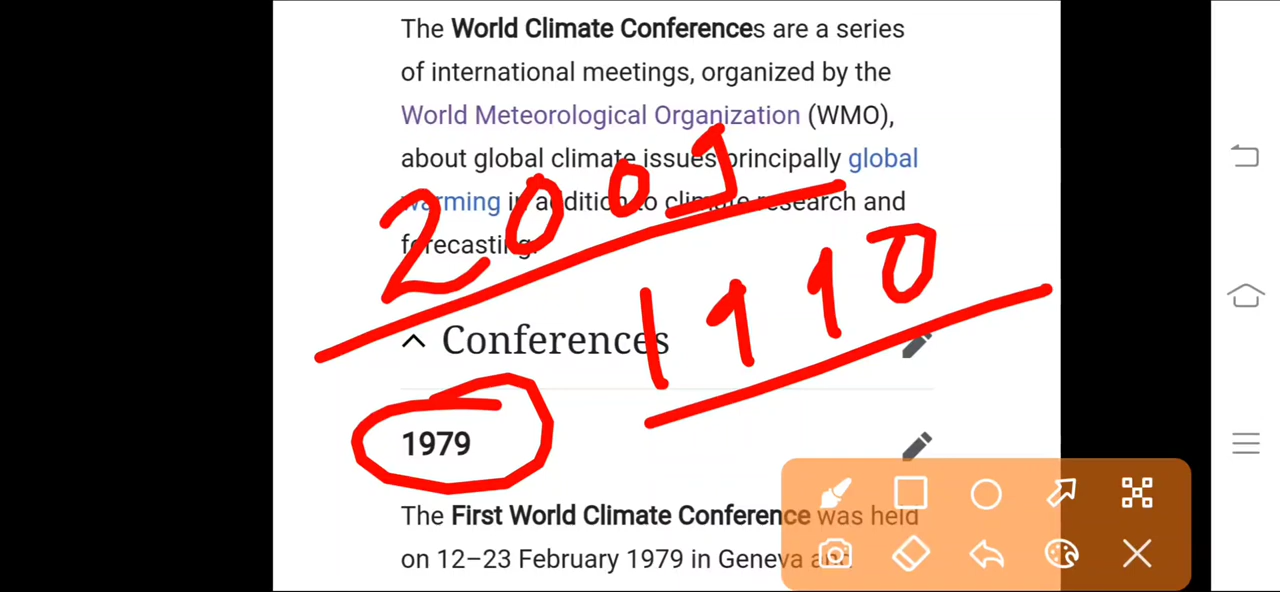 The World Climate Conferences are a series
of international meetings, organized by the
World Meteorological Organization (WMO),
about global climate issues principally global
warming in addition to climate research and
forecasting.
2009
1990
Conferences
1979
The First World Climate Conference was held
on 12–23 February 1979 in Geneva and